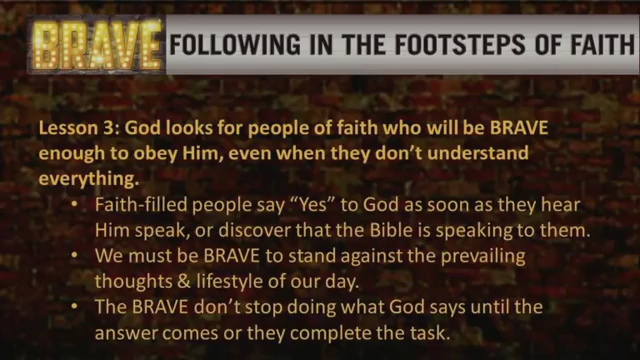 BRAVE FOLLOWING IN THE FOOTSTEPS OF FAITH
Lesson 3: God looks for people of faith who will be BRAVE
enough to obey Him, even when they don’t understand
everything.
• Faith-filled people say “Yes” to God as soon as they hear
Him speak, or discover that the Bible is speaking to them.
• We must be BRAVE to stand against the prevailing
thoughts & lifestyle of our day.
• The BRAVE don’t stop doing what God says until the
answer comes or they complete the task.